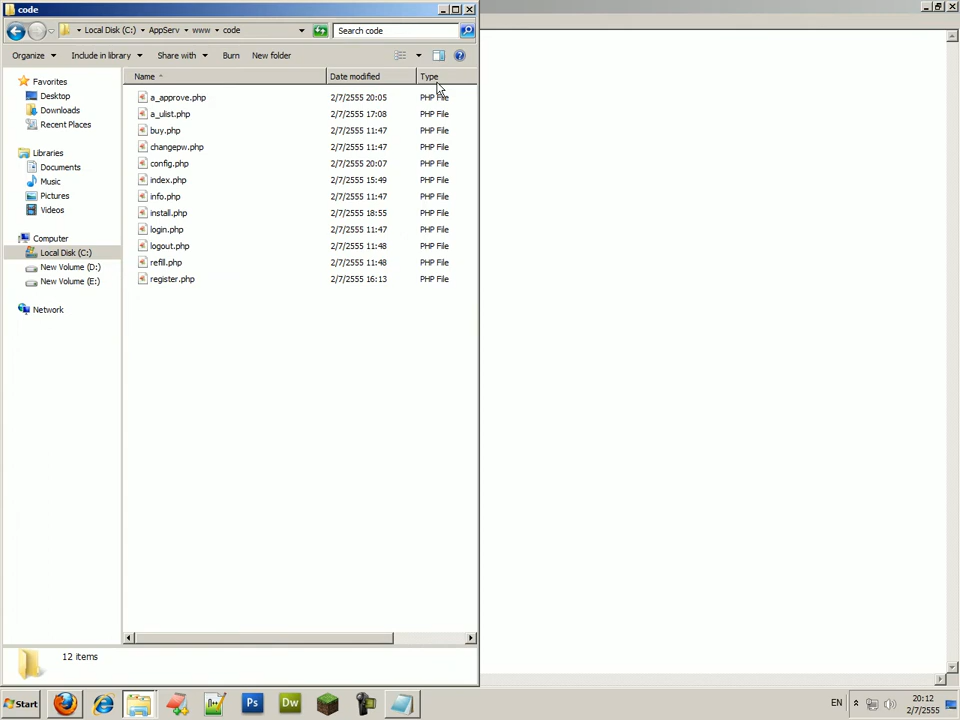 code
Local Disk (C:) AppServ www code
Search code
Organize Include in library Share with Burn New folder
Name Date modified Type
Favorites
Desktop
Downloads
Recent Places
Libraries
Documents
Music
Pictures
Videos
Computer
Local Disk (C:)
New Volume (D:)
New Volume (E:)
Network
a_approve.php 2/7/2555 20:05 PHP File
a_ulist.php 2/7/2555 17:08 PHP File
buy.php 2/7/2555 11:47 PHP File
changepw.php 2/7/2555 11:47 PHP File
config.php 2/7/2555 20:07 PHP File
index.php 2/7/2555 15:49 PHP File
info.php 2/7/2555 11:47 PHP File
install.php 2/7/2555 18:55 PHP File
login.php 2/7/2555 11:47 PHP File
logout.php 2/7/2555 11:48 PHP File
refill.php 2/7/2555 11:48 PHP File
register.php 2/7/2555 16:13 PHP File
12 items
Start
Ps
Dw
EN
20:12
2/7/2555